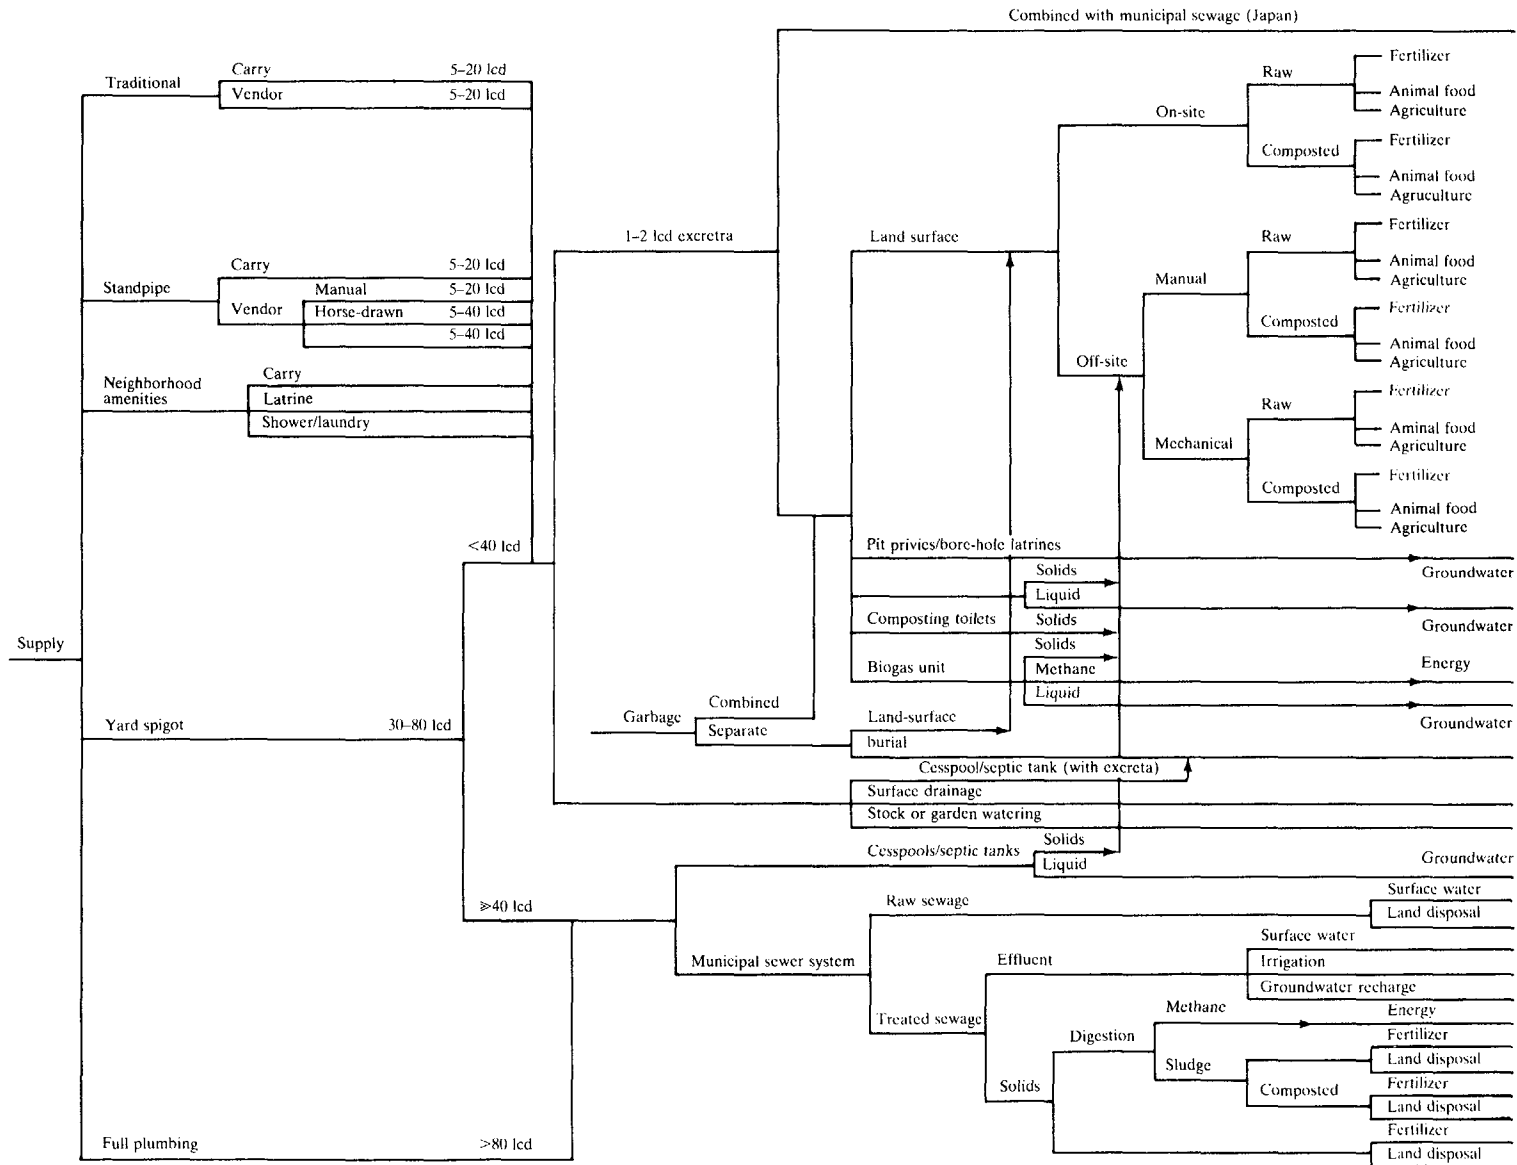 Combined with municipal sewage (Japan)
Traditional
Carry 5–20 lcd
Vendor 5–20 lcd
Standpipe
Carry 5–20 lcd
Vendor
Manual 5–20 lcd
Horse-drawn 5–40 lcd
5–40 lcd
Neighborhood
amenities
Carry
Latrine
Shower/laundry
<40 lcd
Supply
Yard spigot 30–80 lcd
≥40 lcd
Full plumbing >80 lcd
1–2 lcd excretra
Land surface
On-site
Raw
Fertilizer
Animal food
Agriculture
Composted
Fertilizer
Animal food
Agruculture
Off-site
Manual
Raw
Fertilizer
Animal food
Agriculture
Composted
Fertilizer
Animal food
Agriculture
Mechanical
Raw
Fertilizer
Aminal food
Agriculture
Composted
Fertilizer
Animal food
Agriculture
Pit privies/bore-hole latrines
Groundwater
Solids
Liquid
Groundwater
Composting toilets Solids
Biogas unit
Solids
Methane
Energy
Liquid
Groundwater
Garbage
Combined
Separate
Land-surface
burial
Cesspool/septic tank (with excreta)
Surface drainage
Stock or garden watering
Cesspools/septic tanks
Solids
Liquid
Groundwater
Municipal sewer system
Raw sewage
Surface water
Land disposal
Treated sewage
Effluent
Surface water
Irrigation
Groundwater recharge
Solids
Digestion
Methane
Energy
Sludge
Fertilizer
Land disposal
Composted
Fertilizer
Land disposal
Fertilizer
Land disposal